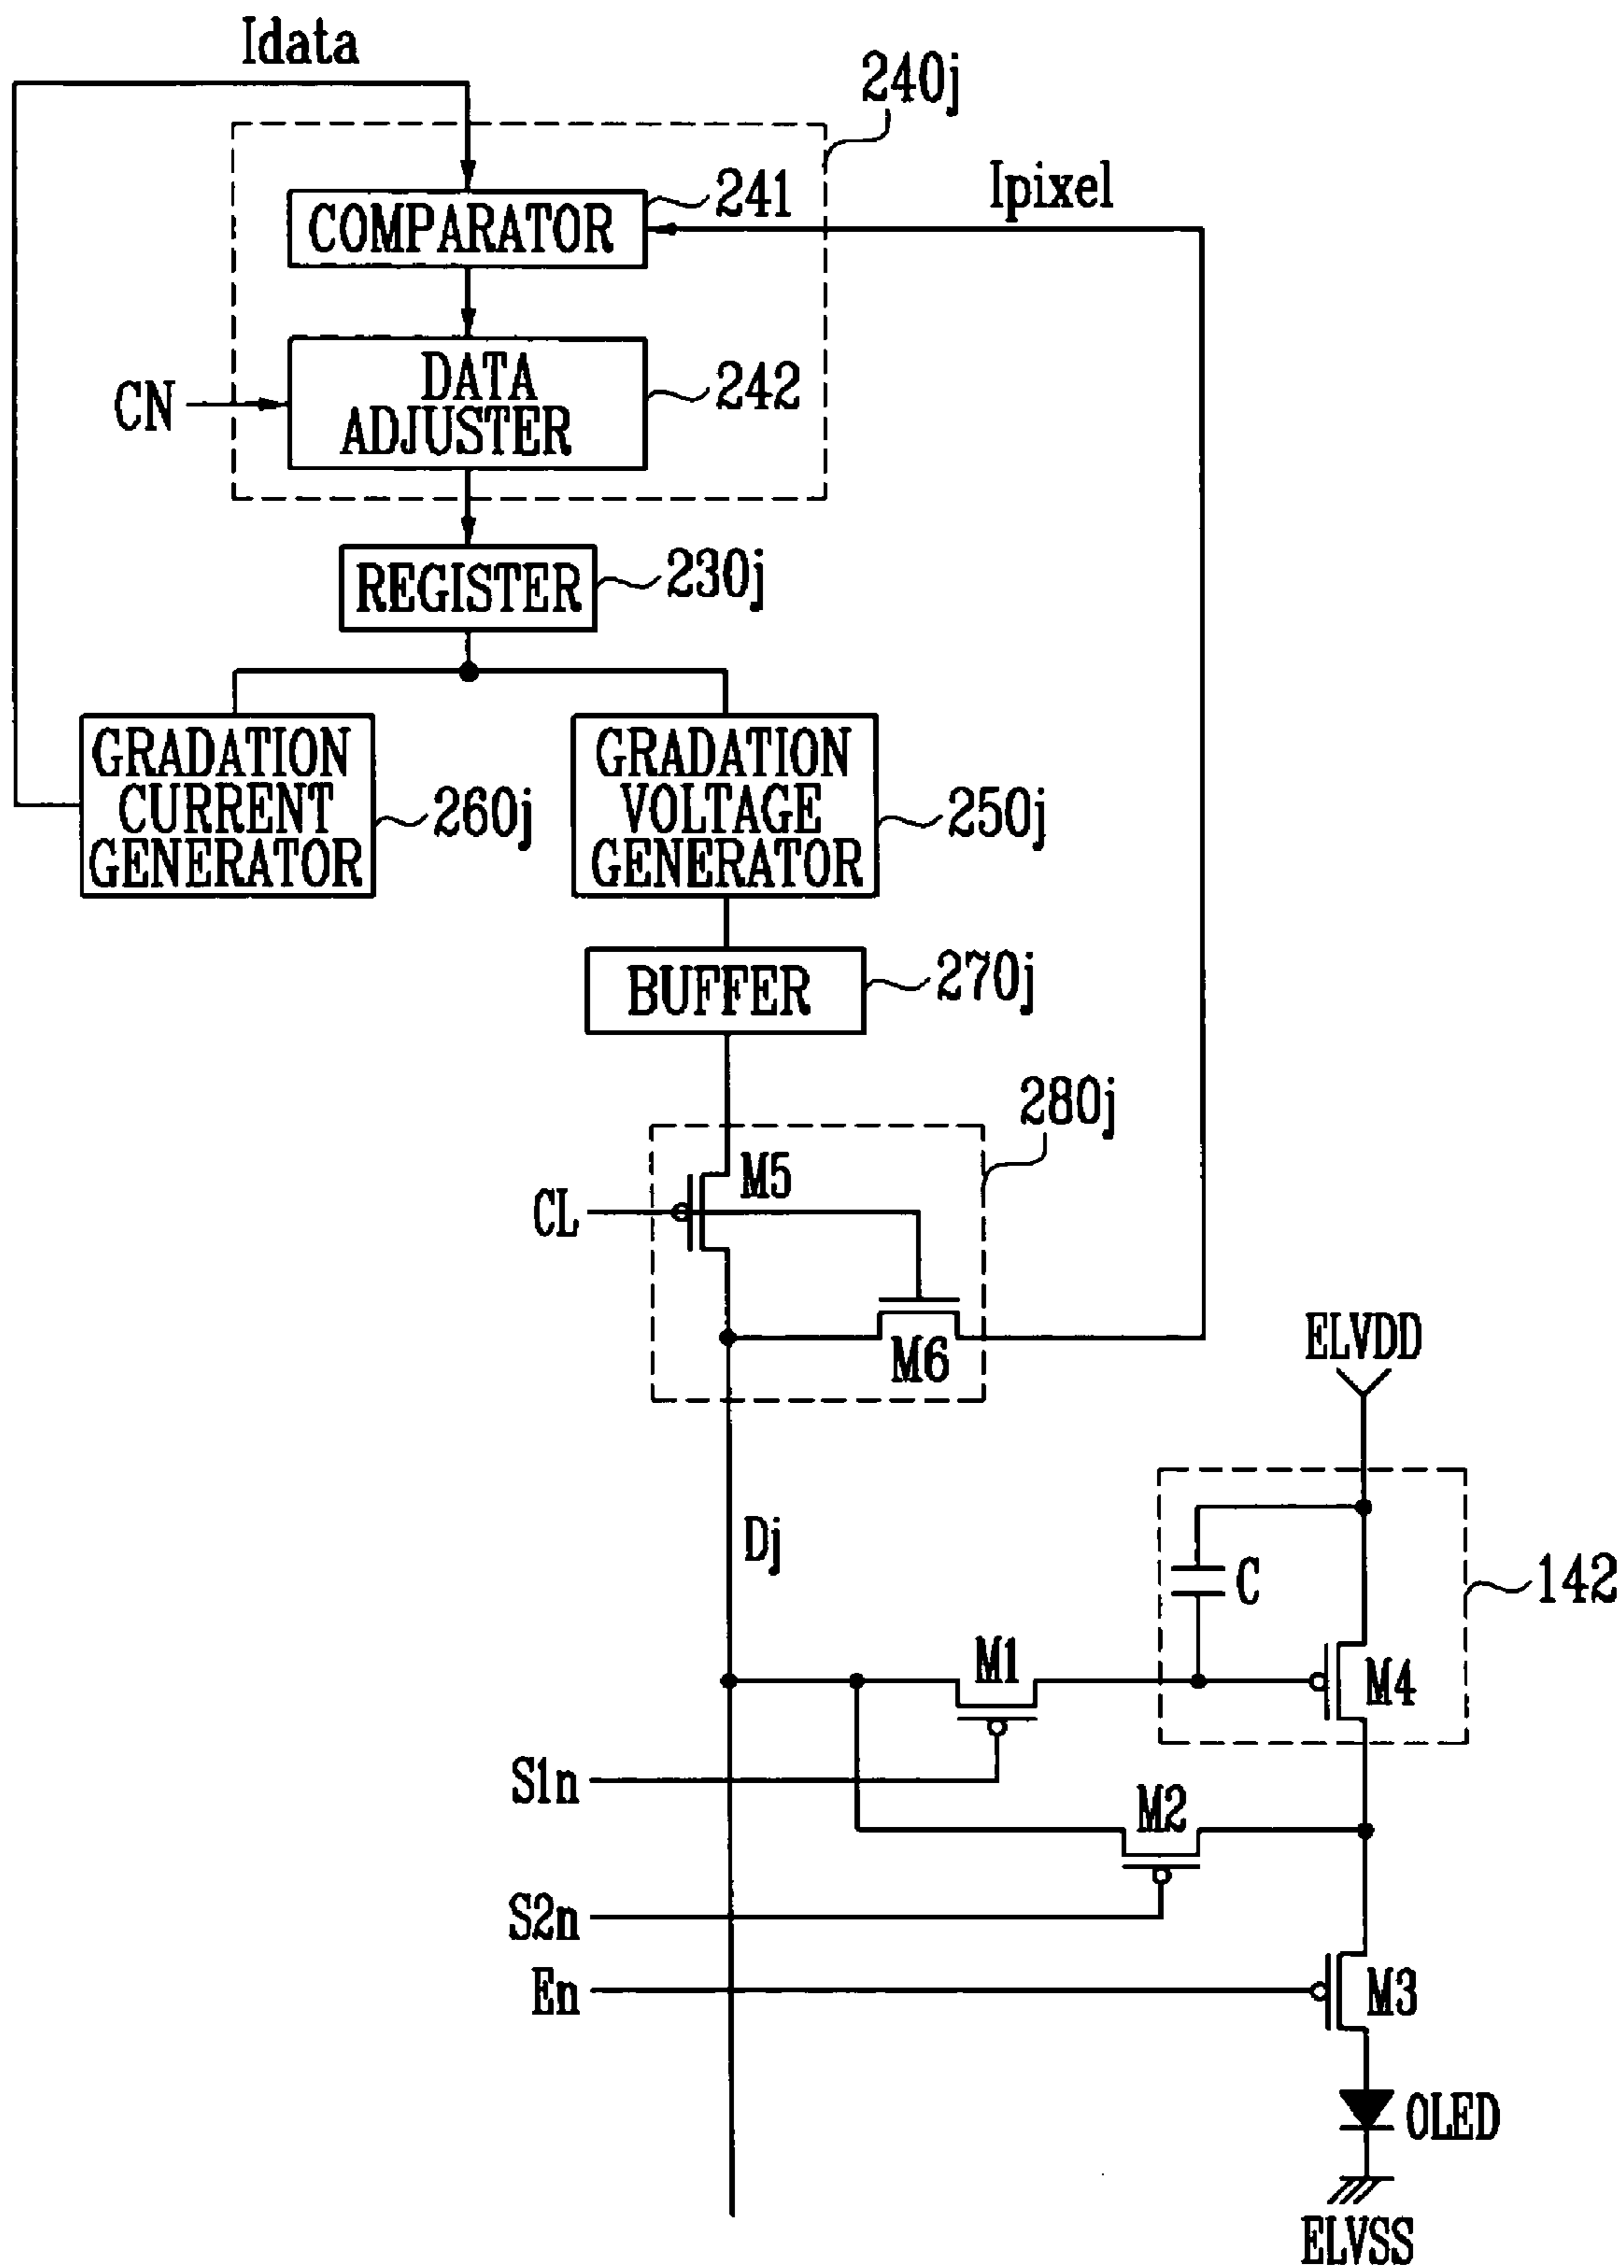 Idata
240j
241
Ipixel
COMPARATOR
DATA
ADJUSTER
242
CN
REGISTER
230j
GRADATION
CURRENT
GENERATOR
260j
GRADATION
VOLTAGE
GENERATOR
250j
BUFFER
270j
280j
M5
CL
M6
ELVDD
Dj
C
142
M1
M4
S1n
M2
S2n
En
M3
OLED
ELVSS